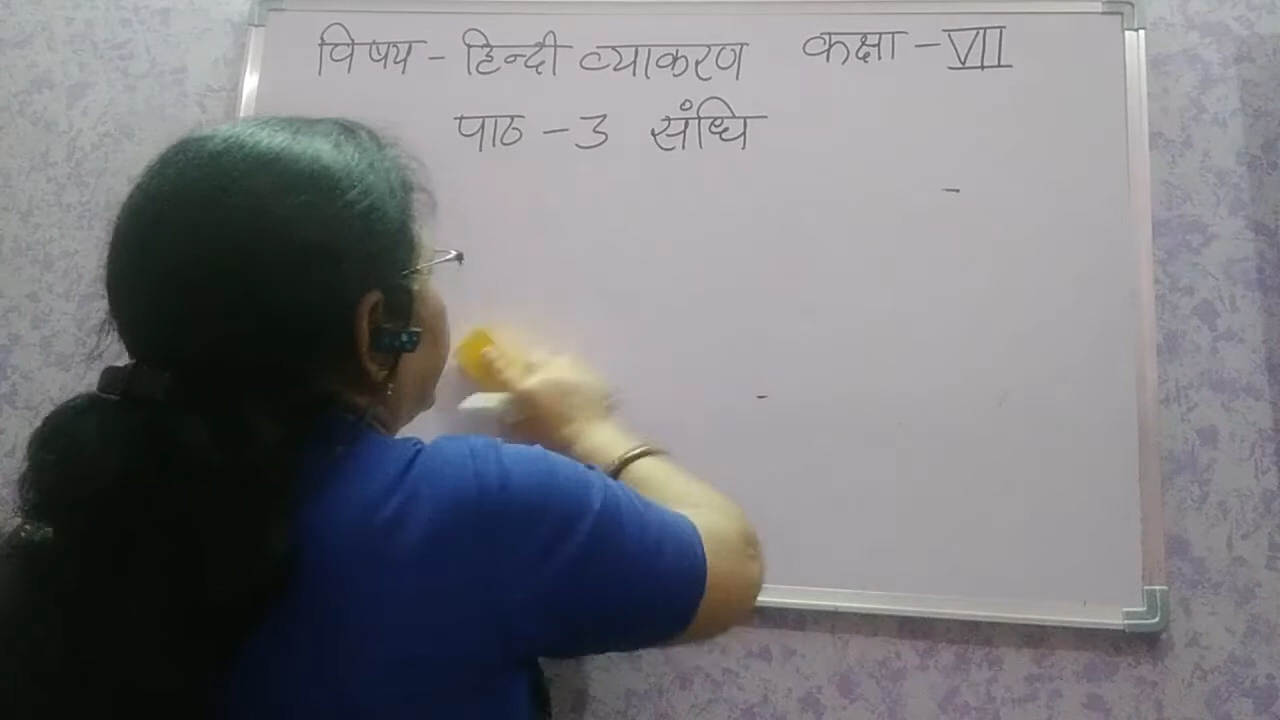 विषय - हिन्दी व्याकरण कक्षा - VII
पाठ - 3 संधि